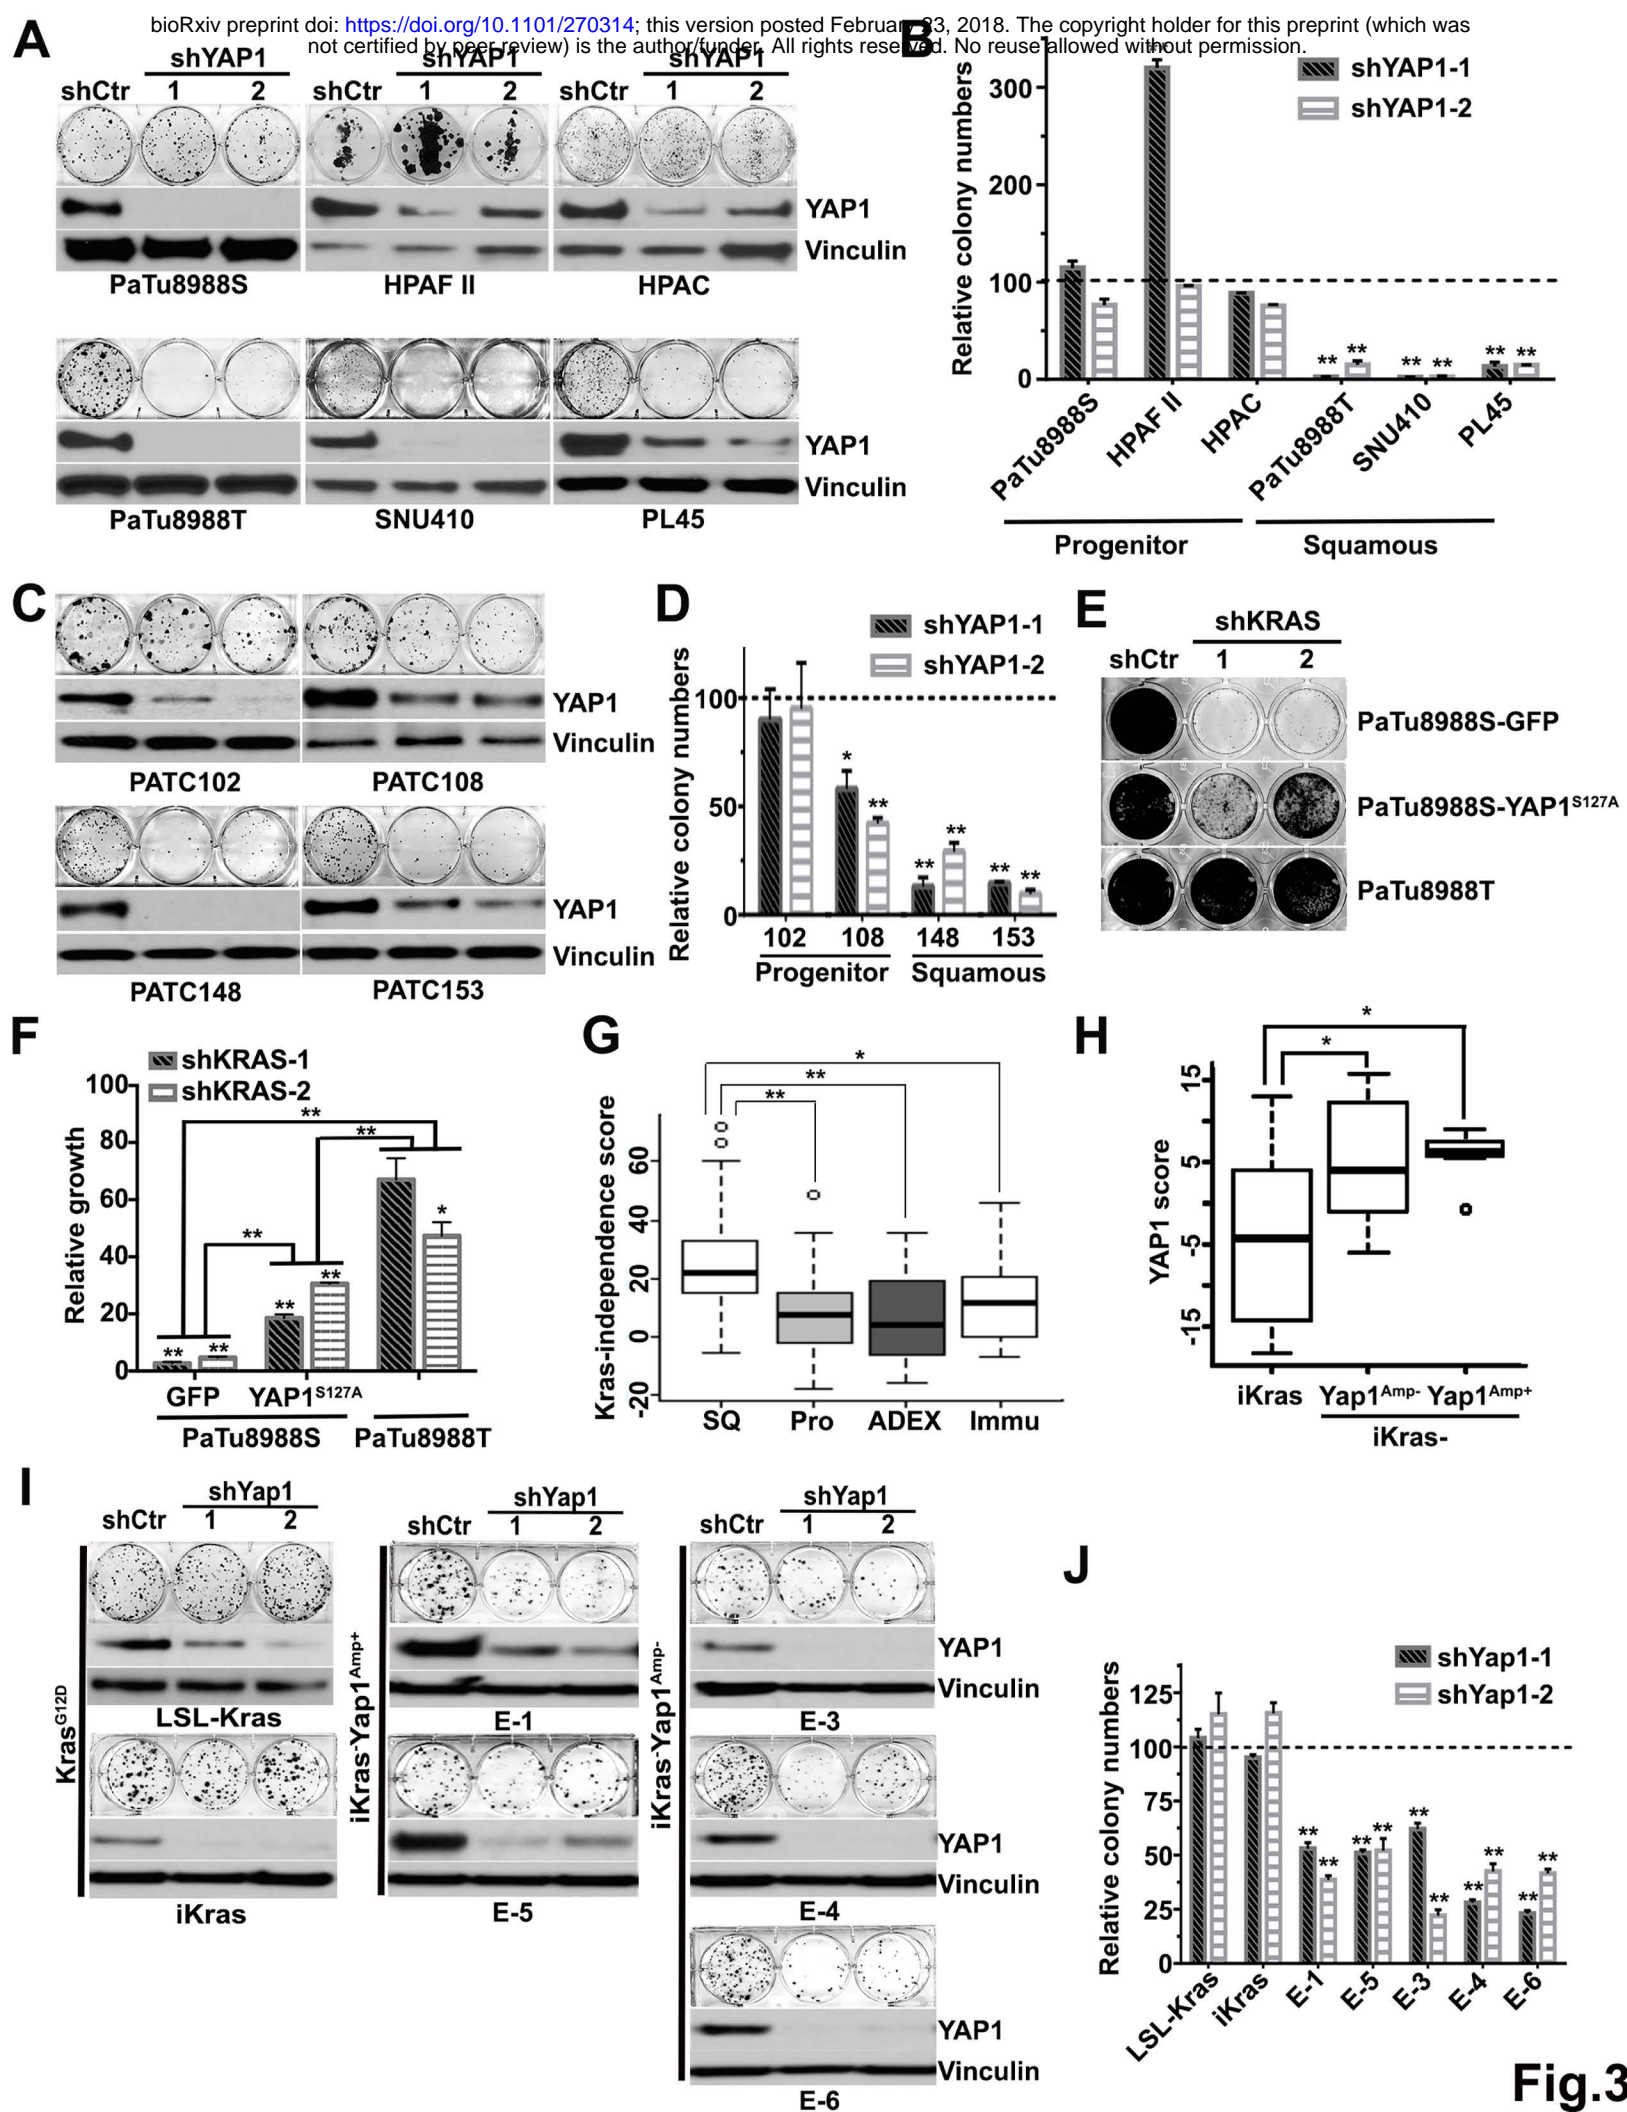 bioRxiv preprint doi: https://doi.org/10.1101/270314; this version posted February 23, 2018. The copyright holder for this preprint (which was
not certified by peer review) is the author/funder. All rights reserved. No reuse allowed without permission.
A
shYAP1
shYAP1
shYAP1
shCtr 1 2
shCtr 1 2
shCtr 1 2
YAP1
Vinculin
PaTu8988S
HPAF II
HPAC
YAP1
Vinculin
PaTu8988T
SNU410
PL45
B
shYAP1-1
shYAP1-2
Relative colony numbers
300
200
100
0
** ** ** ** ** **
PaTu8988S
HPAF II
HPAC
PaTu8988T
SNU410
PL45
Progenitor
Squamous
C
YAP1
Vinculin
PATC102
PATC108
YAP1
Vinculin
PATC148
PATC153
D
shYAP1-1
shYAP1-2
Relative colony numbers
100
50
0
* ** ** ** ** **
102 108 148 153
Progenitor
Squamous
E
shKRAS
shCtr 1 2
PaTu8988S-GFP
PaTu8988S-YAP1S127A
PaTu8988T
F
shKRAS-1
shKRAS-2
Relative growth
100
80
60
40
20
0
**
**
**
** ** ** ** *
GFP
YAP1S127A
PaTu8988S
PaTu8988T
G
Kras-independence score
60
40
20
0
-20
*
**
**
SQ Pro ADEX Immu
H
YAP1 score
15
5
-5
-15
*
*
iKras Yap1Amp- Yap1Amp+
iKras-
I
shYap1
shYap1
shYap1
shCtr 1 2
shCtr 1 2
shCtr 1 2
KrasG12D
LSL-Kras
iKras
iKras-Yap1Amp+
E-1
E-5
iKras-Yap1Amp-
YAP1
Vinculin
E-3
YAP1
Vinculin
E-4
YAP1
Vinculin
E-6
J
shYap1-1
shYap1-2
Relative colony numbers
125
100
75
50
25
0
** ** ** ** ** ** ** ** ** **
LSL-Kras
iKras
E-1
E-5
E-3
E-4
E-6
Fig.3